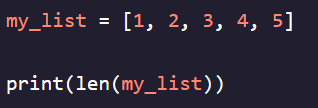 my_list = [1, 2, 3, 4, 5]
print(len(my_list))